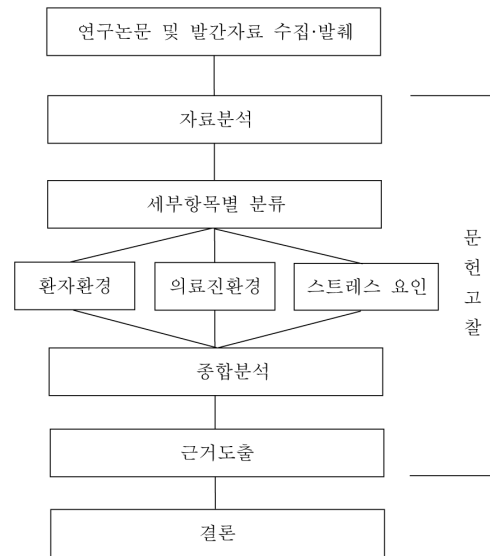 연구논문 및 발간자료 수집·발췌
자료분석
세부항목별 분류
환자환경
의료진환경
스트레스 요인
종합분석
근거도출
결론
문
헌
고
찰